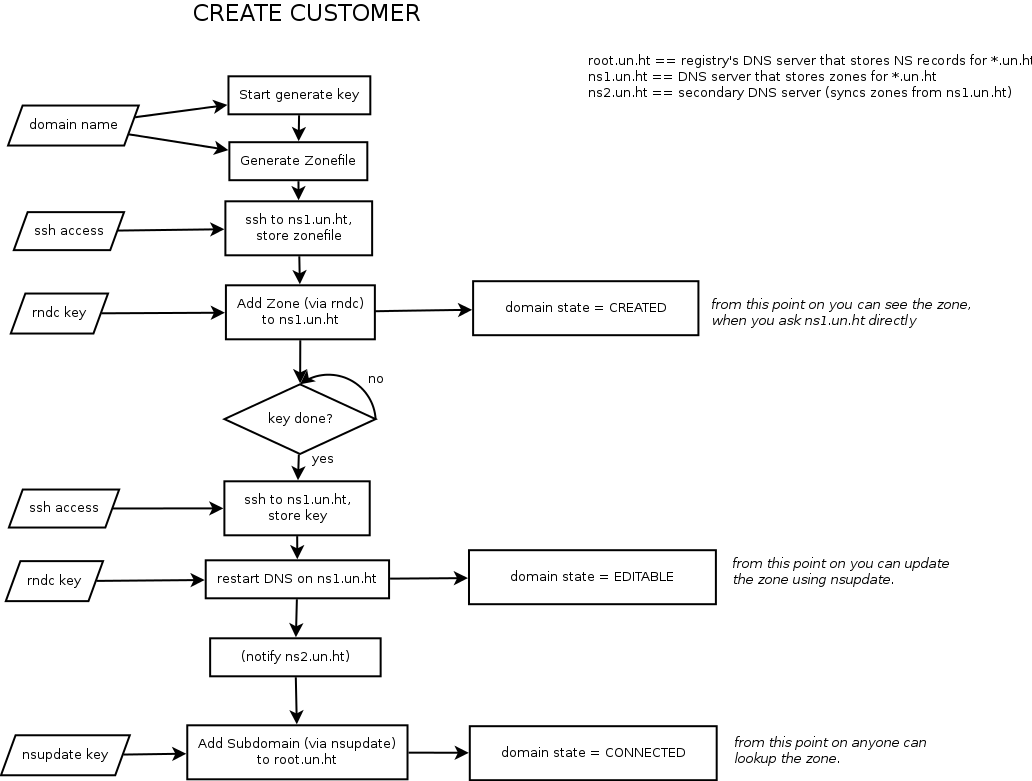 CREATE CUSTOMER
root.un.ht == registry's DNS server that stores NS records for *.un.ht
ns1.un.ht == DNS server that stores zones for *.un.ht
ns2.un.ht == secondary DNS server (syncs zones from ns1.un.ht)
Start generate key
domain name
Generate Zonefile
ssh access
ssh to ns1.un.ht,
store zonefile
rndc key
Add Zone (via rndc)
to ns1.un.ht
domain state = CREATED
from this point on you can see the zone,
when you ask ns1.un.ht directly
no
key done?
yes
ssh access
ssh to ns1.un.ht,
store key
rndc key
restart DNS on ns1.un.ht
domain state = EDITABLE
from this point on you can update
the zone using nsupdate.
(notify ns2.un.ht)
nsupdate key
Add Subdomain (via nsupdate)
to root.un.ht
domain state = CONNECTED
from this point on anyone can
lookup the zone.